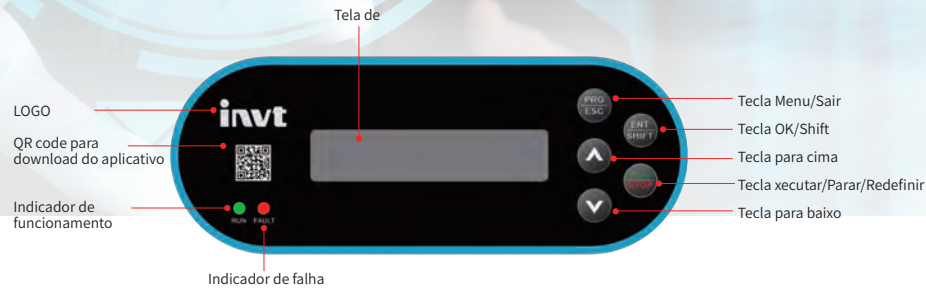 Tela de
LOGO
QR code para
download do aplicativo
Indicador de
funcionamento
Indicador de falha
invt
RUN FAULT
PRG
ESC
ENT
SHIFT
STOP
Tecla Menu/Sair
Tecla OK/Shift
Tecla para cima
Tecla xecutar/Parar/Redefinir
Tecla para baixo